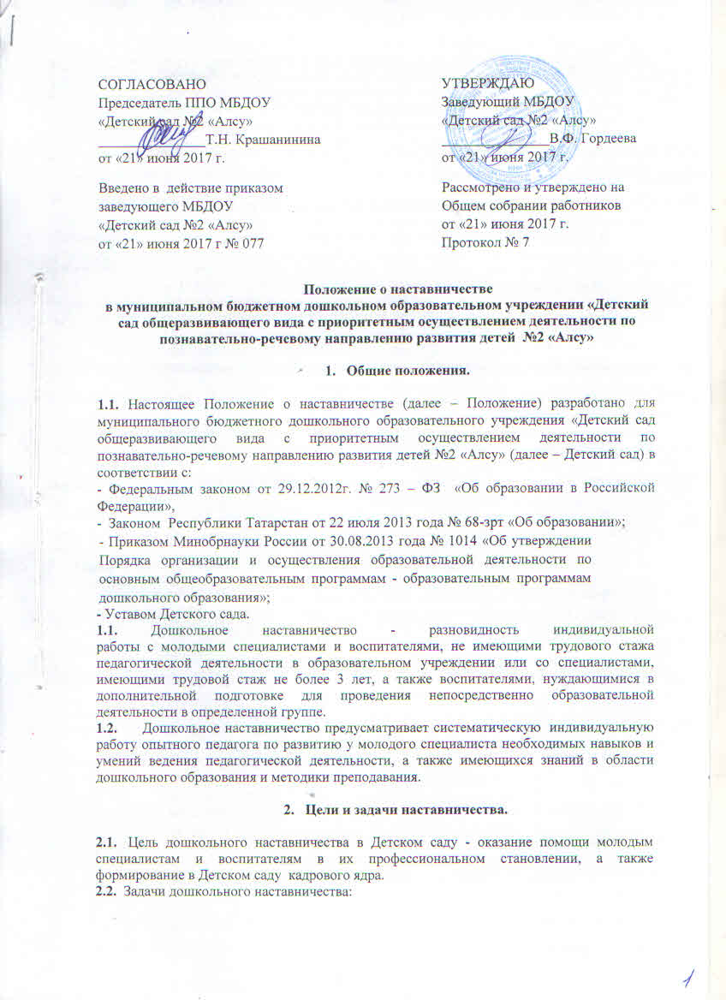 СОГЛАСОВАНО
Председатель ППО МБДОУ
«Детский сад №2 «Алсу»
_______________Т.Н. Крашанинина
от «21» июня 2017 г.
УТВЕРЖДАЮ
Заведующий МБДОУ
«Детский сад №2 «Алсу»
_______________В.Ф. Гордеева
от «21» июня 2017 г.
Введено в действие приказом
заведующего МБДОУ
«Детский сад №2 «Алсу»
от «21» июня 2017 г № 077
Рассмотрено и утверждено на
Общем собрании работников
от «21» июня 2017 г.
Протокол № 7
Положение о наставничестве
в муниципальном бюджетном дошкольном образовательном учреждении «Детский
сад общеразвивающего вида с приоритетным осуществлением деятельности по
познавательно-речевому направлению развития детей №2 «Алсу»
1. Общие положения.
1.1. Настоящее Положение о наставничестве (далее – Положение) разработано для
муниципального бюджетного дошкольного образовательного учреждения «Детский сад
общеразвивающего вида с приоритетным осуществлением деятельности по
познавательно-речевому направлению развития детей №2 «Алсу» (далее – Детский сад) в
соответствии с:
- Федеральным законом от 29.12.2012г. № 273 – ФЗ «Об образовании в Российской
Федерации»,
- Законом Республики Татарстан от 22 июля 2013 года № 68-зрт «Об образовании»;
- Приказом Минобрнауки России от 30.08.2013 года № 1014 «Об утверждении
Порядка организации и осуществления образовательной деятельности по
основным общеобразовательным программам - образовательным программам
дошкольного образования»;
- Уставом Детского сада.
1.1. Дошкольное наставничество - разновидность индивидуальной
работы с молодыми специалистами и воспитателями, не имеющими трудового стажа
педагогической деятельности в образовательном учреждении или со специалистами,
имеющими трудовой стаж не более 3 лет, а также воспитателями, нуждающимися в
дополнительной подготовке для проведения непосредственно образовательной
деятельности в определенной группе.
1.2. Дошкольное наставничество предусматривает систематическую индивидуальную
работу опытного педагога по развитию у молодого специалиста необходимых навыков и
умений ведения педагогической деятельности, а также имеющихся знаний в области
дошкольного образования и методики преподавания.
2. Цели и задачи наставничества.
2.1. Цель дошкольного наставничества в Детском саду - оказание помощи молодым
специалистам и воспитателям в их профессиональном становлении, а также
формирование в Детском саду кадрового ядра.
2.2. Задачи дошкольного наставничества:
1